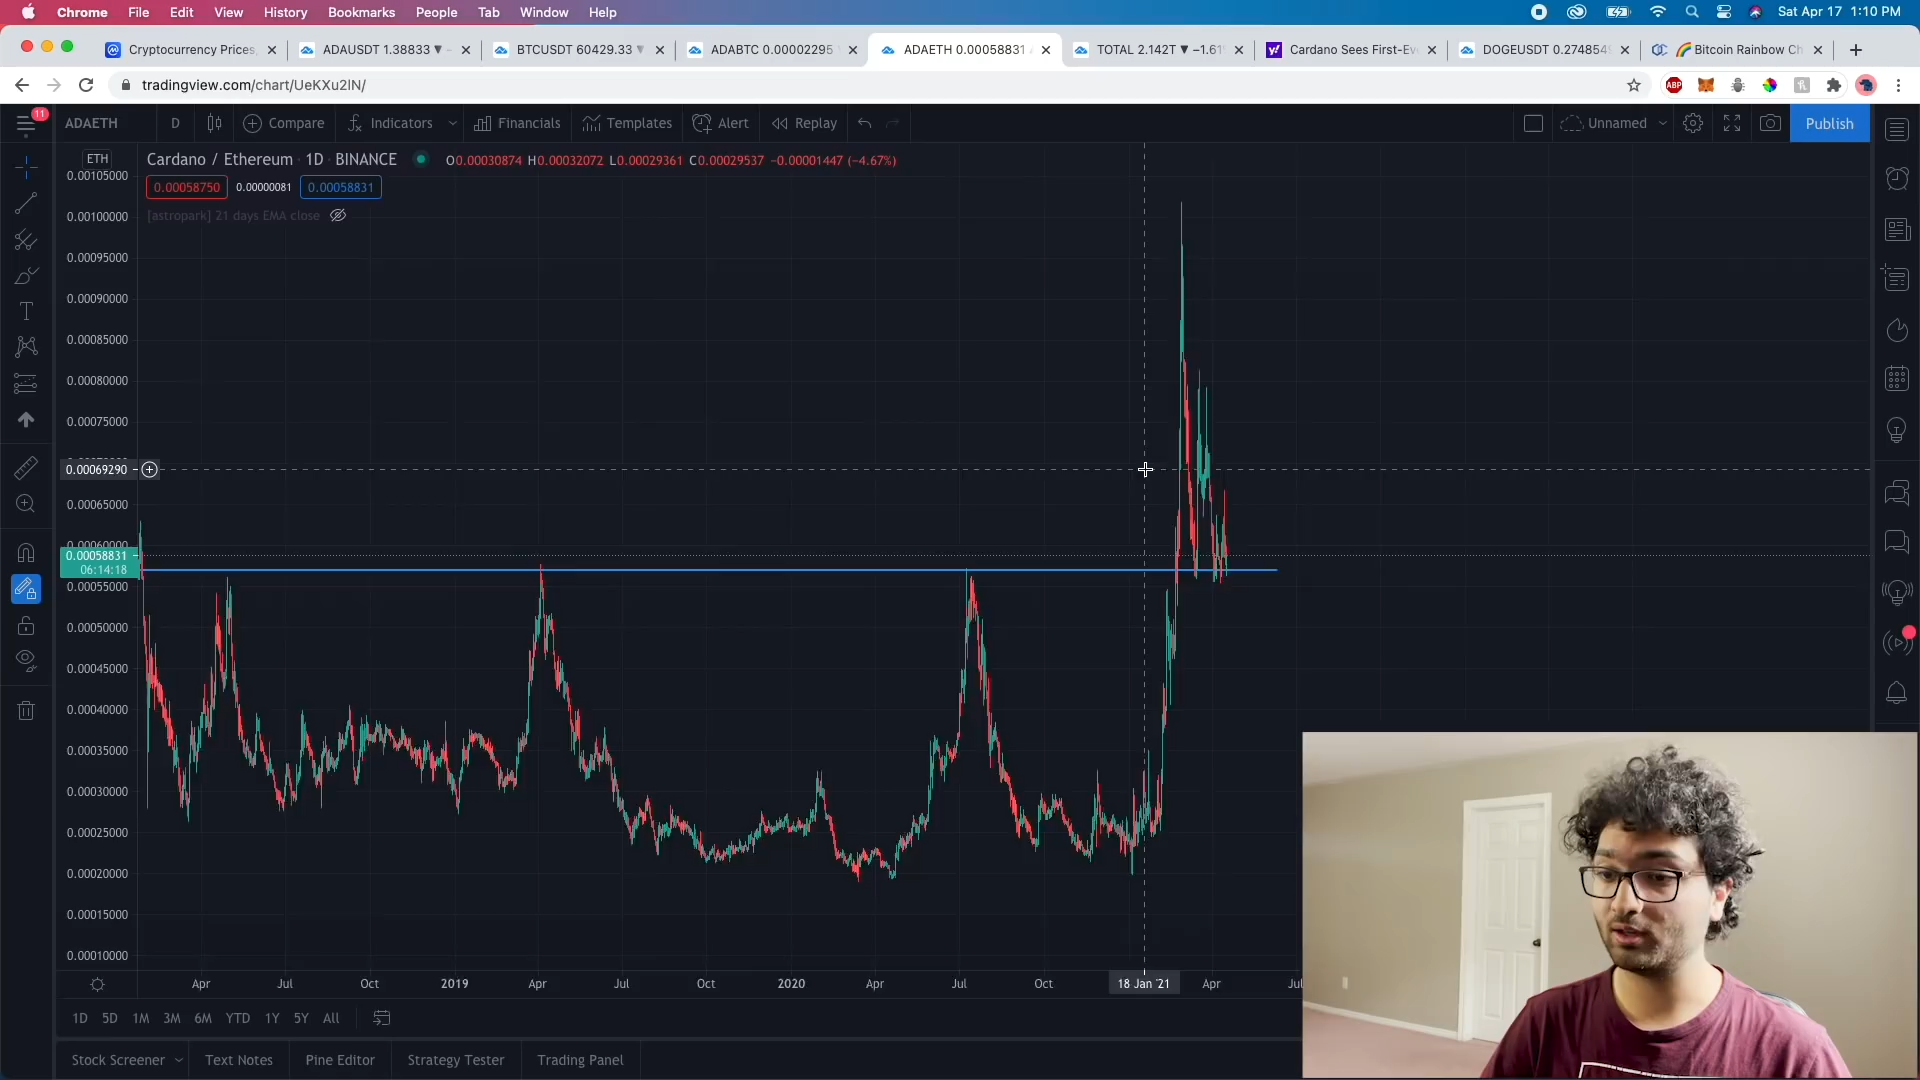 Chrome File Edit View History Bookmarks People Tab Window Help Sat Apr 17 1:10 PM
Cryptocurrency Prices, ADAUSDT 1.38833 ▼ BTCUSDT 60429.33 ▼ ADABTC 0.00002295 ADAETH 0.00058831 TOTAL 2.142T ▼ −1.61 Cardano Sees First-Ev DOGEUSDT 0.274854 Bitcoin Rainbow Ch
tradingview.com/chart/UeKXu2lN/ ABP
11 ADAETH D Compare Indicators Financials Templates Alert Replay Unnamed Publish
ETH Cardano / Ethereum · 1D · BINANCE O0.00030874 H0.00032072 L0.00029361 C0.00029537 −0.00001447 (−4.67%)
0.00105000
0.00058750 0.00000081 0.00058831
[astropark] 21 days EMA close
0.00100000
0.00095000
0.00090000
0.00085000
0.00080000
0.00075000
0.00069290
0.00065000
0.00060000
0.00058831
06:14:18
0.00055000
0.00050000
0.00045000
0.00040000
0.00035000
0.00030000
0.00025000
0.00020000
0.00015000
0.00010000
Apr Jul Oct 2019 Apr Jul Oct 2020 Apr Jul Oct 18 Jan '21 Apr Jul
1D 5D 1M 3M 6M YTD 1Y 5Y All
Stock Screener Text Notes Pine Editor Strategy Tester Trading Panel